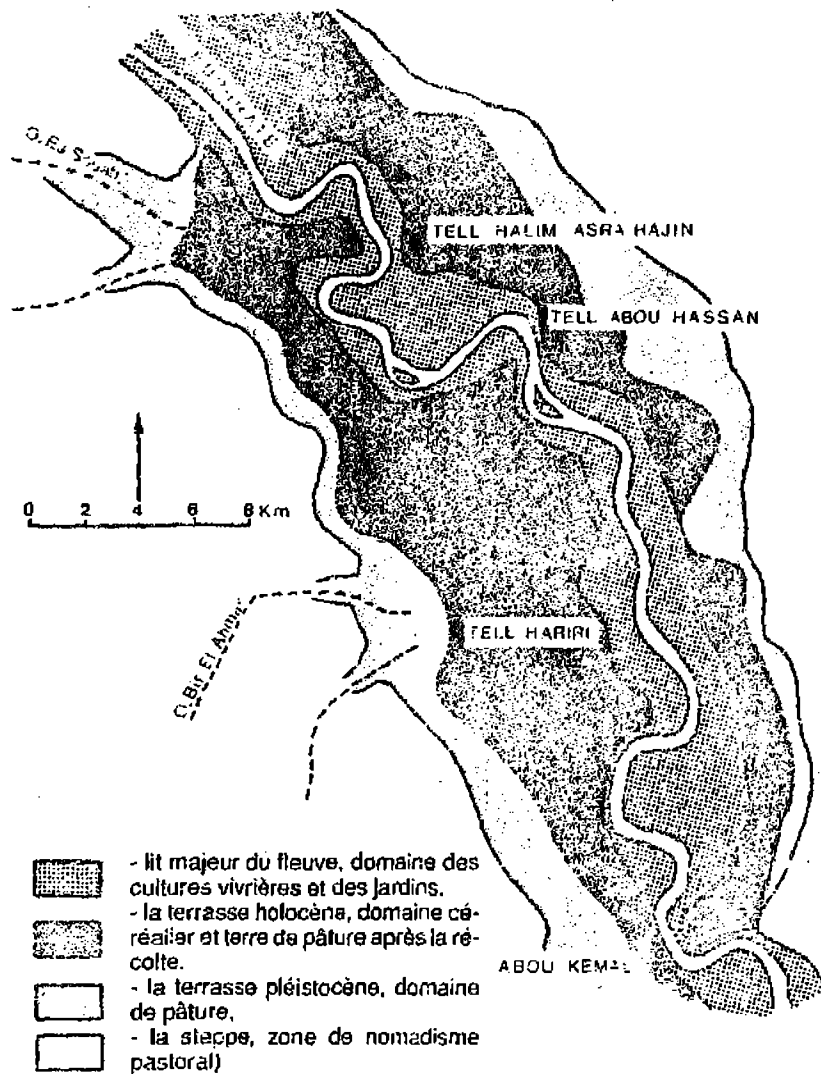 EUPHRATE
TELL HALIM ASRA HAJIN
TELL ABOU HASSAN
0 2 4 6 8 Km
TELL HARIRI
ABOU KEMAL
- lit majeur du fleuve, domaine des
cultures vivrières et des jardins.
- la terrasse holocène, domaine cé-
réalier et terre de pâture après la ré-
colte.
- la terrasse pléistocène, domaine
de pâture,
- la steppe, zone de nomadisme
pastoral)